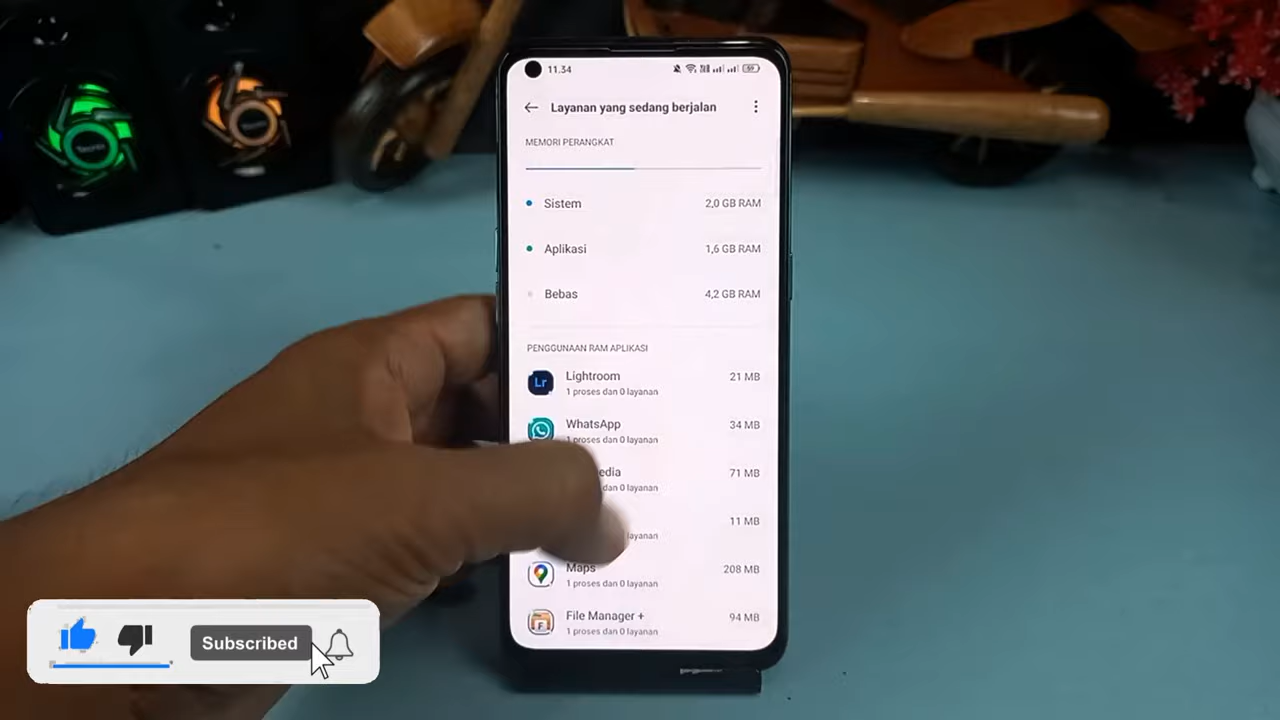 11.34
59
Layanan yang sedang berjalan
MEMORI PERANGKAT
Sistem
2,0 GB RAM
Aplikasi
1,6 GB RAM
Bebas
4,2 GB RAM
PENGGUNAAN RAM APLIKASI
Lr
Lightroom
21 MB
1 proses dan 0 layanan
WhatsApp
34 MB
1 proses dan 0 layanan
edia
71 MB
dan 0 layanan
11 MB
layanan
Maps
208 MB
1 proses dan 0 layanan
File Manager +
94 MB
1 proses dan 0 layanan
Subscribed